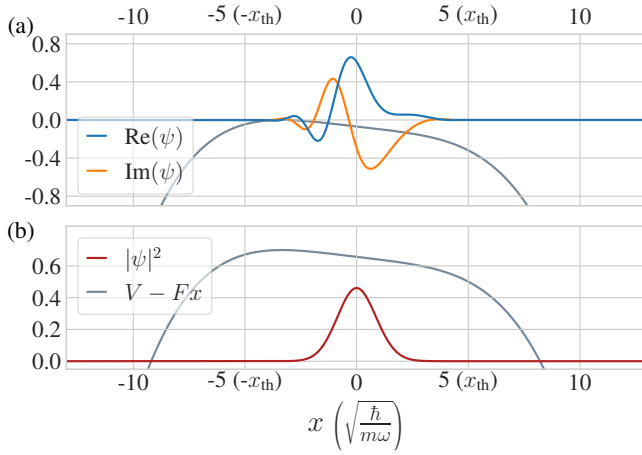 -10 -5 (-x_th) 0 5 (x_th) 10
(a)
0.8
0.4
0.0
-0.4
-0.8
Re(ψ)
Im(ψ)
(b)
0.6
0.4
0.2
0.0
|ψ|²
V − Fx
-10 -5 (-x_th) 0 5 (x_th) 10
x (√(ħ/mω))